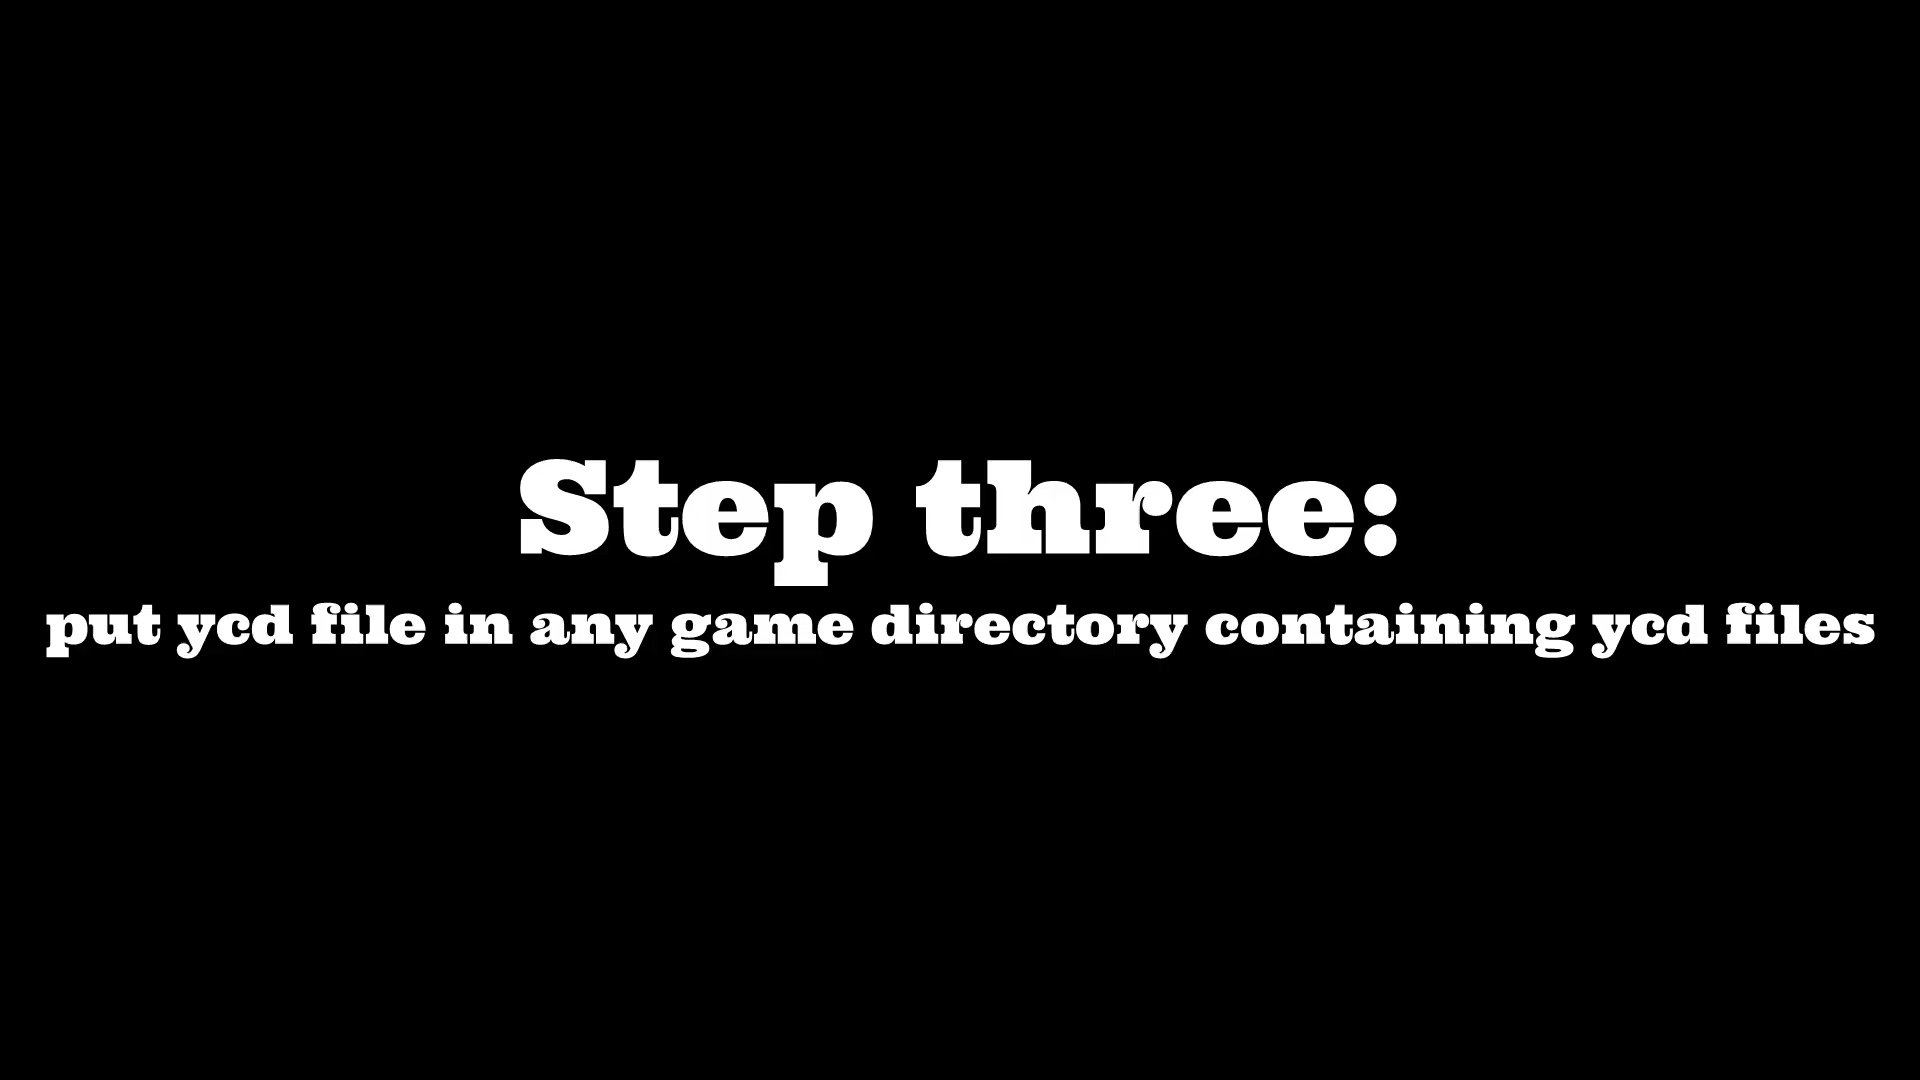 Step three:
put ycd file in any game directory containing ycd files